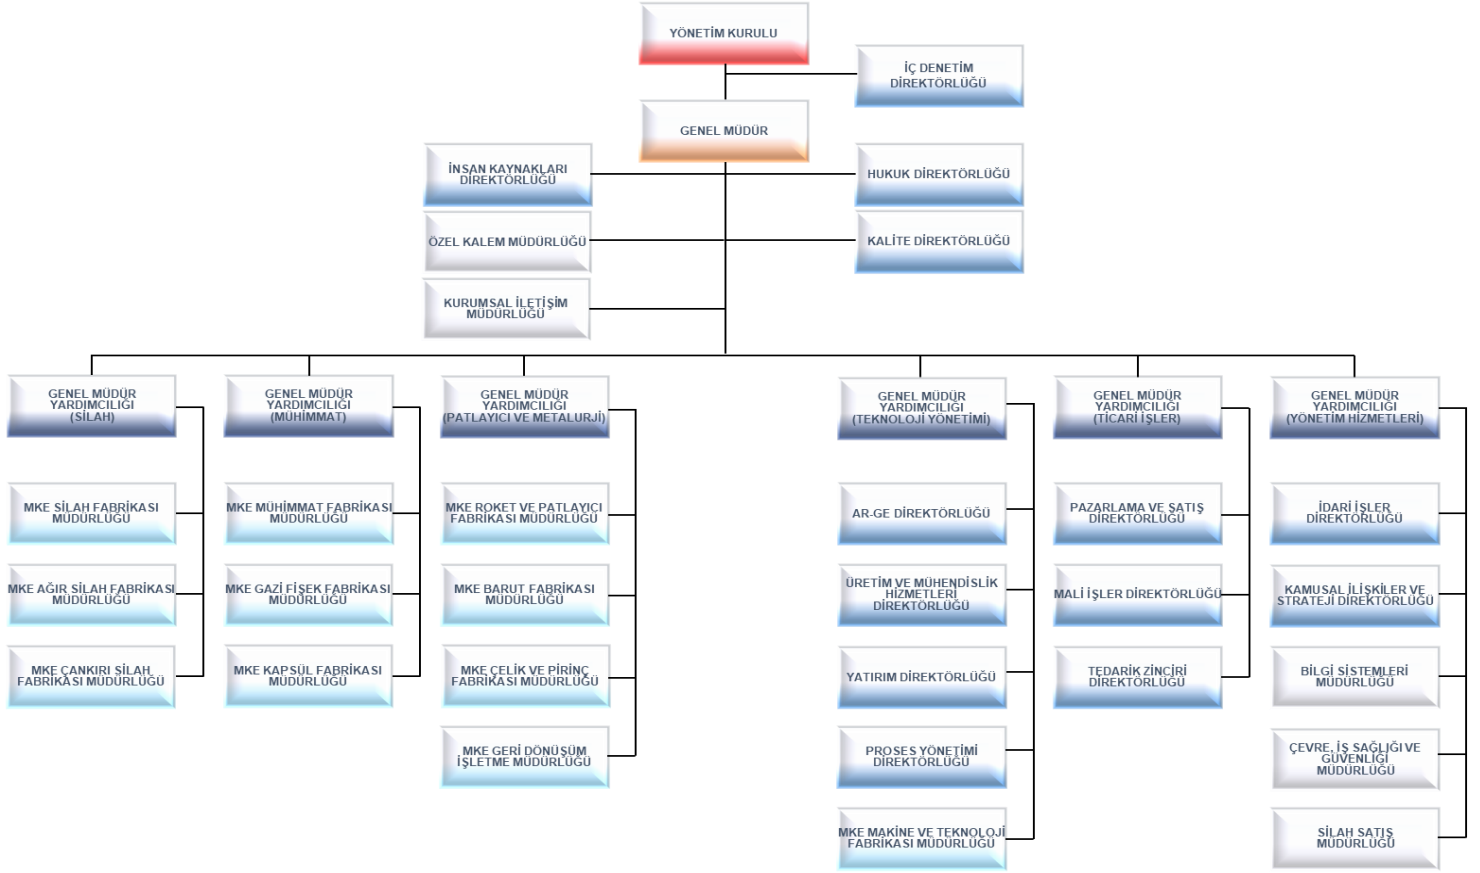 YÖNETİM KURULU
İÇ DENETİM
DİREKTÖRLÜĞÜ
GENEL MÜDÜR
İNSAN KAYNAKLARI
DİREKTÖRLÜĞÜ
HUKUK DİREKTÖRLÜĞÜ
ÖZEL KALEM MÜDÜRLÜĞÜ
KALİTE DİREKTÖRLÜĞÜ
KURUMSAL İLETİŞİM
MÜDÜRLÜĞÜ
GENEL MÜDÜR
YARDIMCILIĞI
(SİLAH)
MKE SİLAH FABRİKASI
MÜDÜRLÜĞÜ
MKE AĞIR SİLAH FABRİKASI
MÜDÜRLÜĞÜ
MKE ÇANKIRI SİLAH
FABRİKASI MÜDÜRLÜĞÜ
GENEL MÜDÜR
YARDIMCILIĞI
(MÜHİMMAT)
MKE MÜHİMMAT FABRİKASI
MÜDÜRLÜĞÜ
MKE GAZİ FİŞEK FABRİKASI
MÜDÜRLÜĞÜ
MKE KAPSÜL FABRİKASI
MÜDÜRLÜĞÜ
GENEL MÜDÜR
YARDIMCILIĞI
(PATLAYICI VE METALURJİ)
MKE ROKET VE PATLAYICI
FABRİKASI MÜDÜRLÜĞÜ
MKE BARUT FABRİKASI
MÜDÜRLÜĞÜ
MKE ÇELİK VE PİRİNÇ
FABRİKASI MÜDÜRLÜĞÜ
MKE GERİ DÖNÜŞÜM
İŞLETME MÜDÜRLÜĞÜ
GENEL MÜDÜR
YARDIMCILIĞI
(TEKNOLOJİ YÖNETİMİ)
AR-GE DİREKTÖRLÜĞÜ
ÜRETİM VE MÜHENDİSLİK
HİZMETLERİ
DİREKTÖRLÜĞÜ
YATIRIM DİREKTÖRLÜĞÜ
PROSES YÖNETİMİ
DİREKTÖRLÜĞÜ
MKE MAKİNE VE TEKNOLOJİ
FABRİKASI MÜDÜRLÜĞÜ
GENEL MÜDÜR
YARDIMCILIĞI
(TİCARİ İŞLER)
PAZARLAMA VE SATIŞ
DİREKTÖRLÜĞÜ
MALİ İŞLER DİREKTÖRLÜĞÜ
TEDARİK ZİNCİRİ
DİREKTÖRLÜĞÜ
GENEL MÜDÜR
YARDIMCILIĞI
(YÖNETİM HİZMETLERİ)
İDARİ İŞLER
DİREKTÖRLÜĞÜ
KAMUSAL İLİŞKİLER VE
STRATEJİ DİREKTÖRLÜĞÜ
BİLGİ SİSTEMLERİ
MÜDÜRLÜĞÜ
ÇEVRE, İŞ SAĞLIĞI VE
GÜVENLİĞİ
MÜDÜRLÜĞÜ
SİLAH SATIŞ
MÜDÜRLÜĞÜ